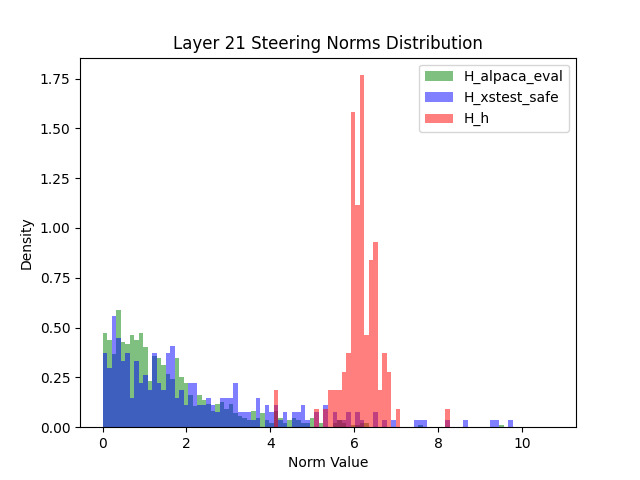 Layer 21 Steering Norms Distribution
H_alpaca_eval
H_xstest_safe
H_h
1.75
1.50
1.25
1.00
0.75
0.50
0.25
0.00
Density
0
2
4
6
8
10
Norm Value